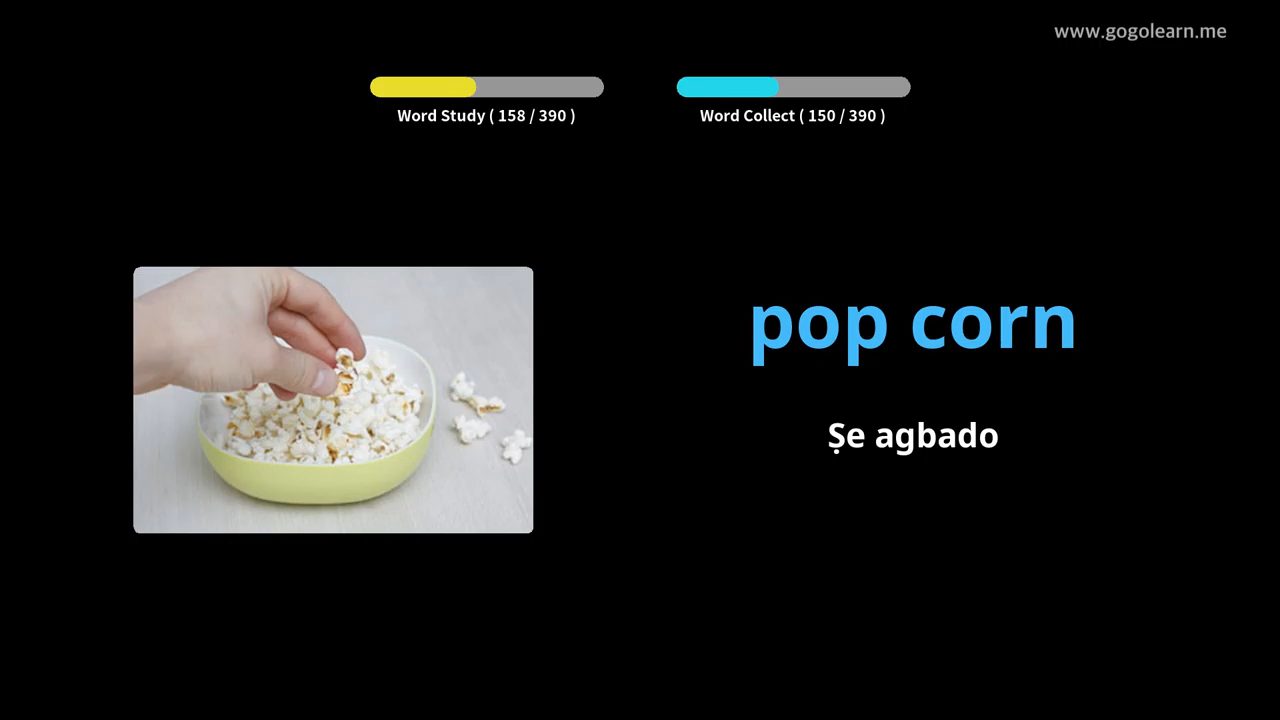 www.gogolearn.me
Word Study ( 158 / 390 )
Word Collect ( 150 / 390 )
pop corn
Ṣe agbado